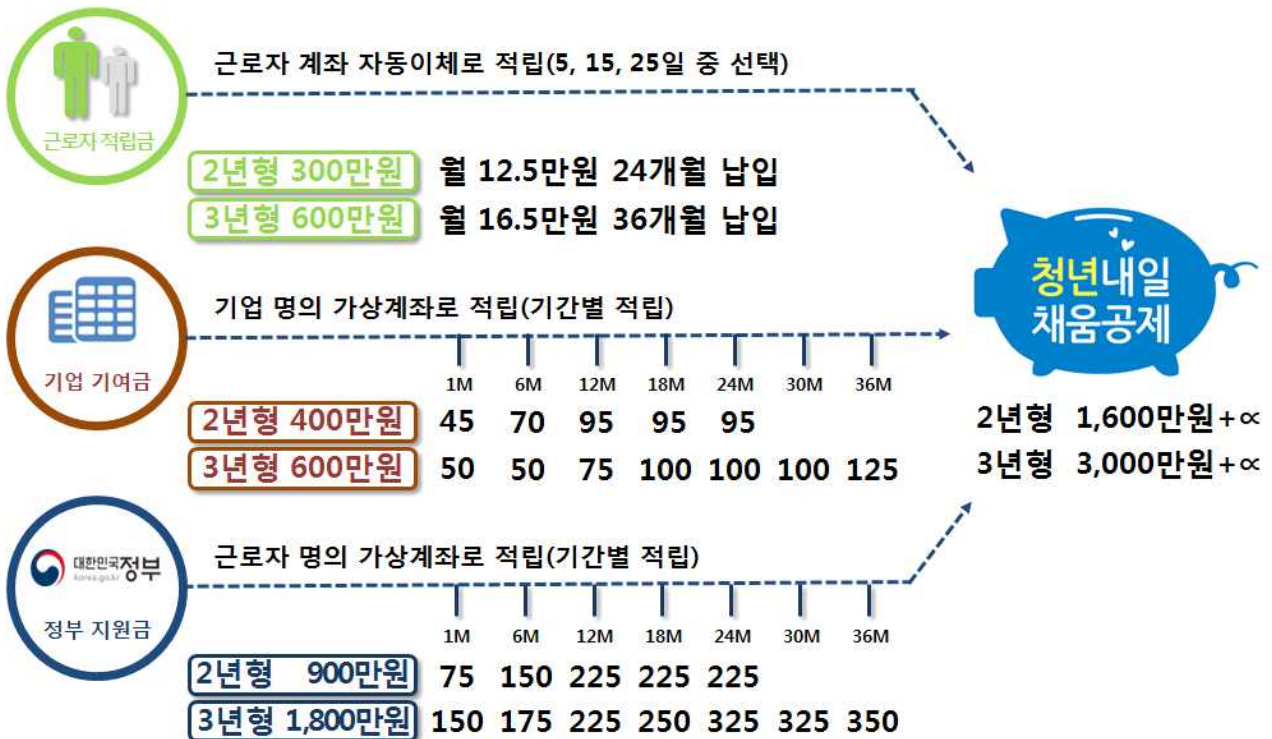 근로자 계좌 자동이체로 적립(5, 15, 25일 중 선택)
근로자 적립금
2년형 300만원 월 12.5만원 24개월 납입
3년형 600만원 월 16.5만원 36개월 납입
청년내일
채움공제
기업 명의 가상계좌로 적립(기간별 적립)
기업 기여금
1M 6M 12M 18M 24M 30M 36M
2년형 400만원 45 70 95 95 95
3년형 600만원 50 50 75 100 100 100 125
2년형 1,600만원+∝
3년형 3,000만원+∝
근로자 명의 가상계좌로 적립(기간별 적립)
대한민국정부
korea.go.kr
정부 지원금
1M 6M 12M 18M 24M 30M 36M
2년형 900만원 75 150 225 225 225
3년형 1,800만원 150 175 225 250 325 325 350